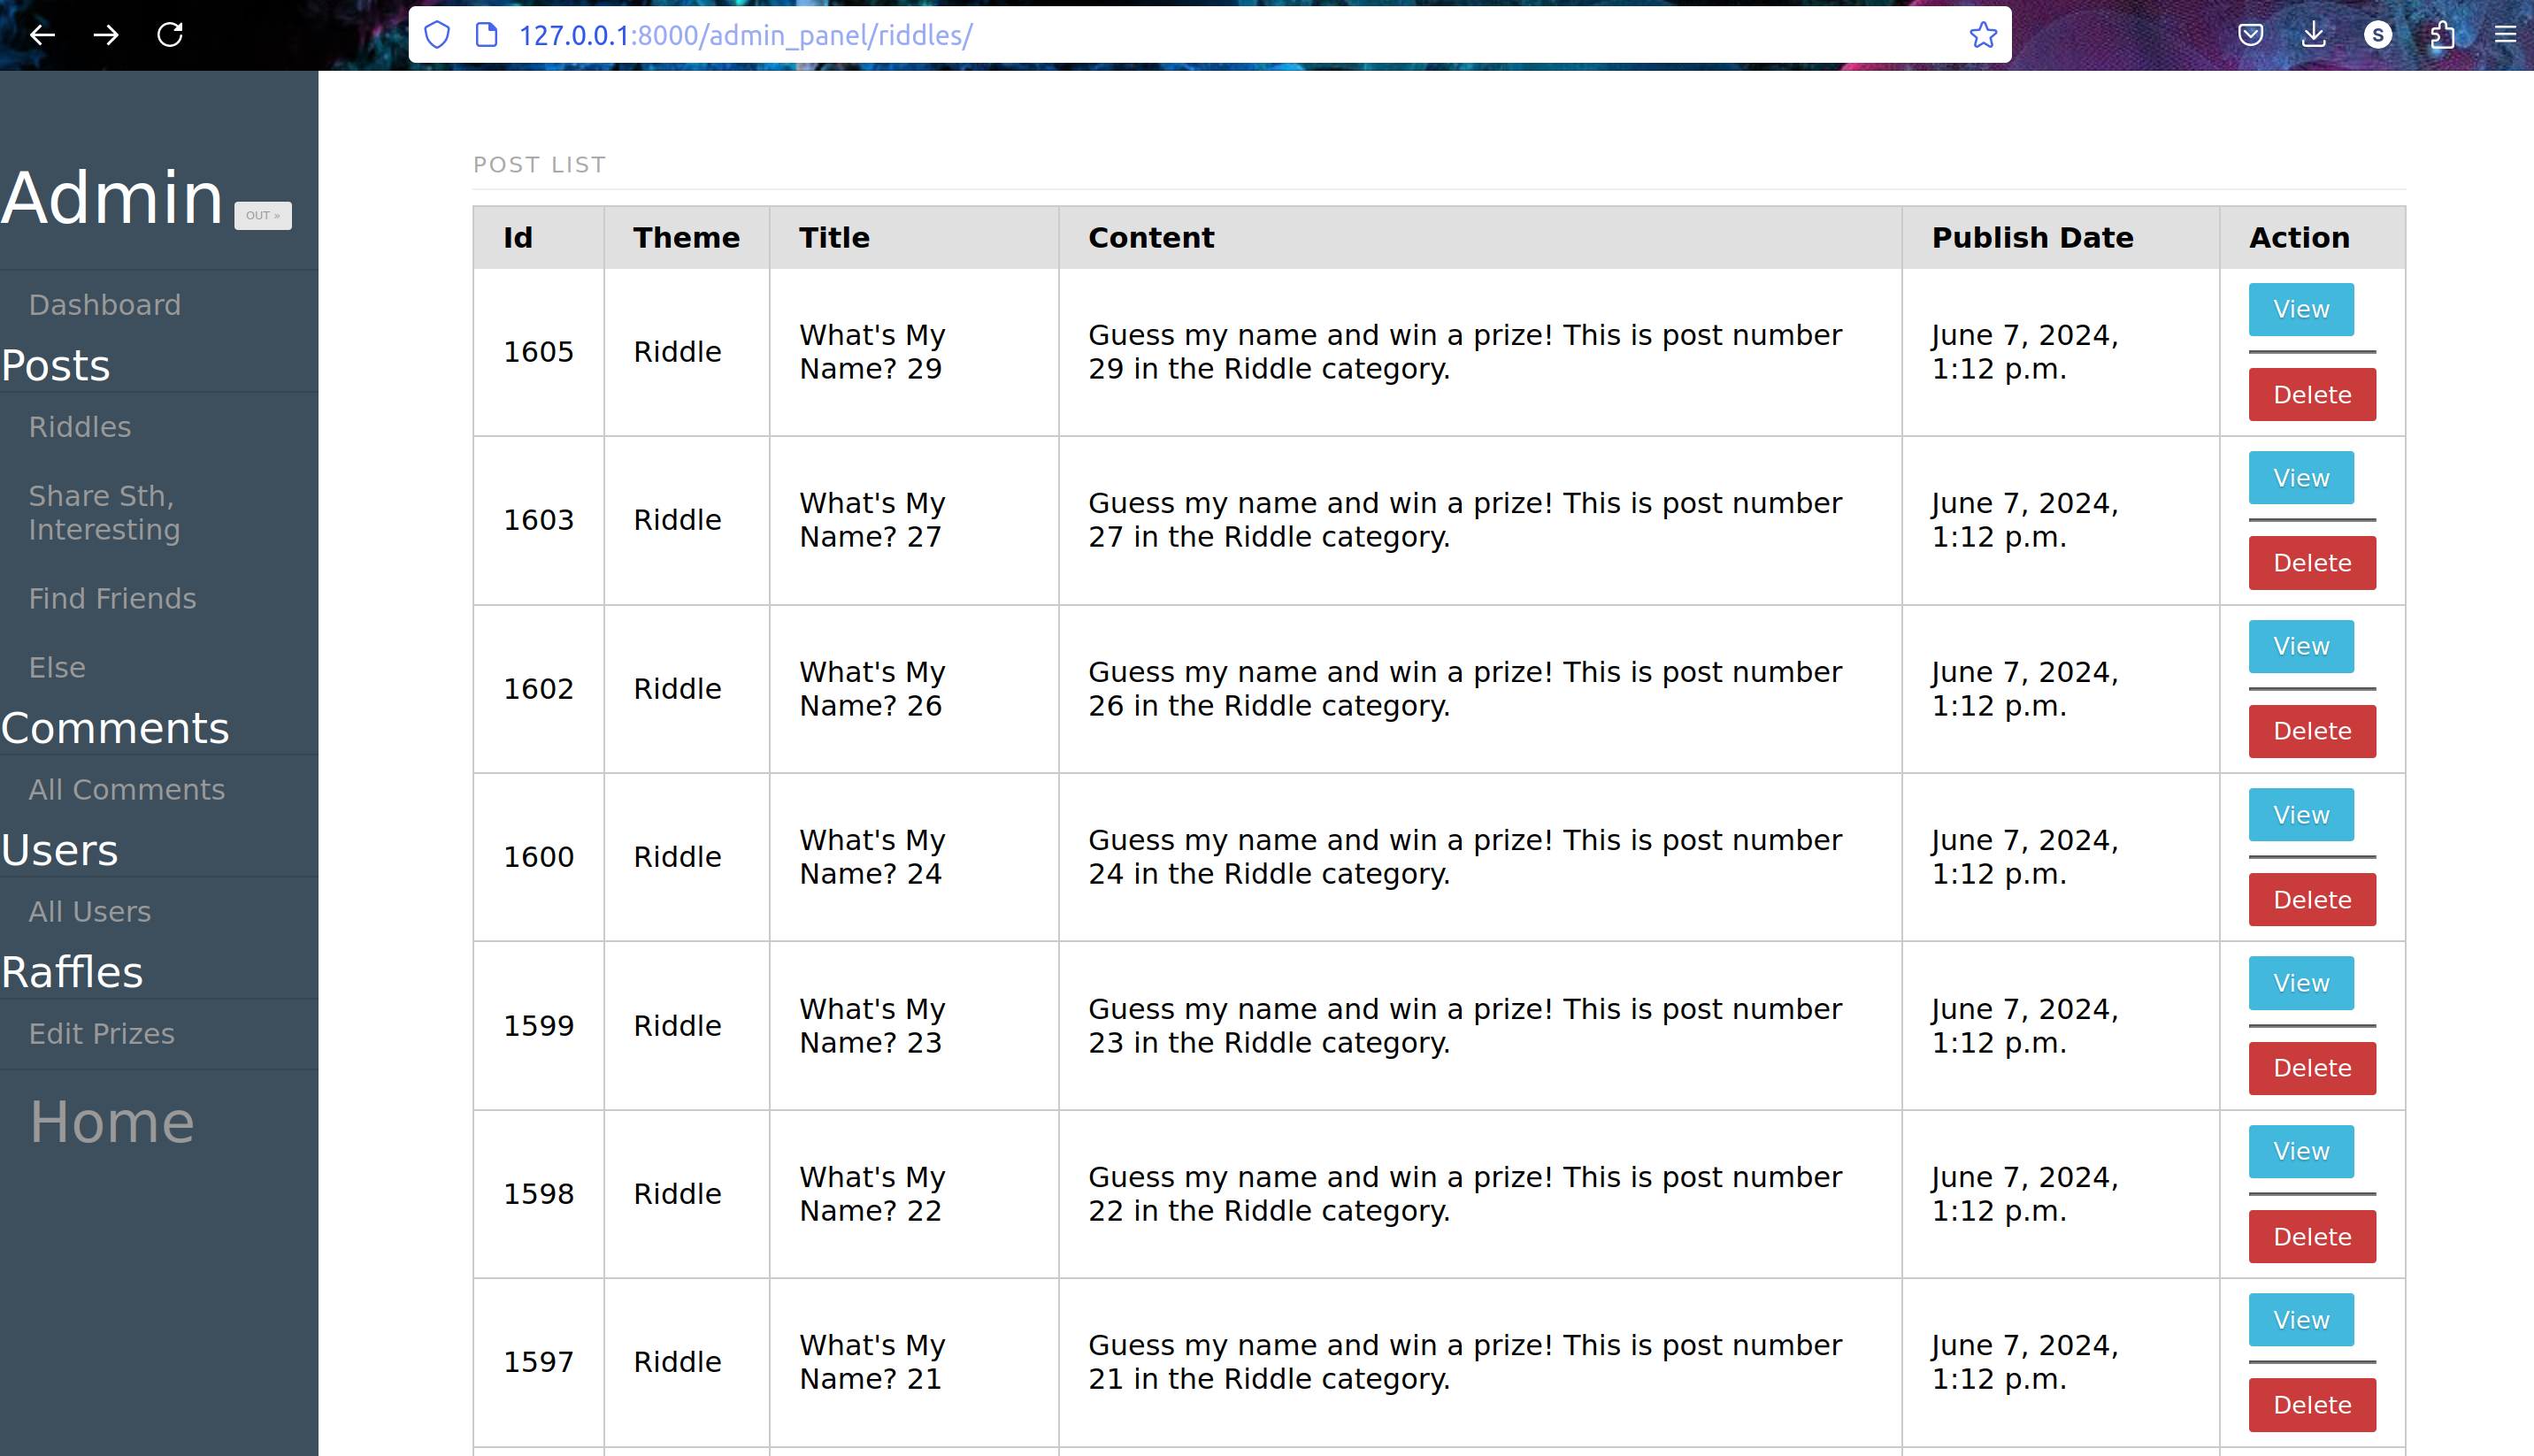 127.0.0.1:8000/admin_panel/riddles/
S
Admin
OUT »
Dashboard
Posts
Riddles
Share Sth,
Interesting
Find Friends
Else
Comments
All Comments
Users
All Users
Raffles
Edit Prizes
Home
POST LIST
Id Theme Title Content Publish Date Action
1605 Riddle What's My Guess my name and win a prize! This is post number June 7, 2024, View
Name? 29 29 in the Riddle category. 1:12 p.m. Delete
1603 Riddle What's My Guess my name and win a prize! This is post number June 7, 2024, View
Name? 27 27 in the Riddle category. 1:12 p.m. Delete
1602 Riddle What's My Guess my name and win a prize! This is post number June 7, 2024, View
Name? 26 26 in the Riddle category. 1:12 p.m. Delete
1600 Riddle What's My Guess my name and win a prize! This is post number June 7, 2024, View
Name? 24 24 in the Riddle category. 1:12 p.m. Delete
1599 Riddle What's My Guess my name and win a prize! This is post number June 7, 2024, View
Name? 23 23 in the Riddle category. 1:12 p.m. Delete
1598 Riddle What's My Guess my name and win a prize! This is post number June 7, 2024, View
Name? 22 22 in the Riddle category. 1:12 p.m. Delete
1597 Riddle What's My Guess my name and win a prize! This is post number June 7, 2024, View
Name? 21 21 in the Riddle category. 1:12 p.m. Delete